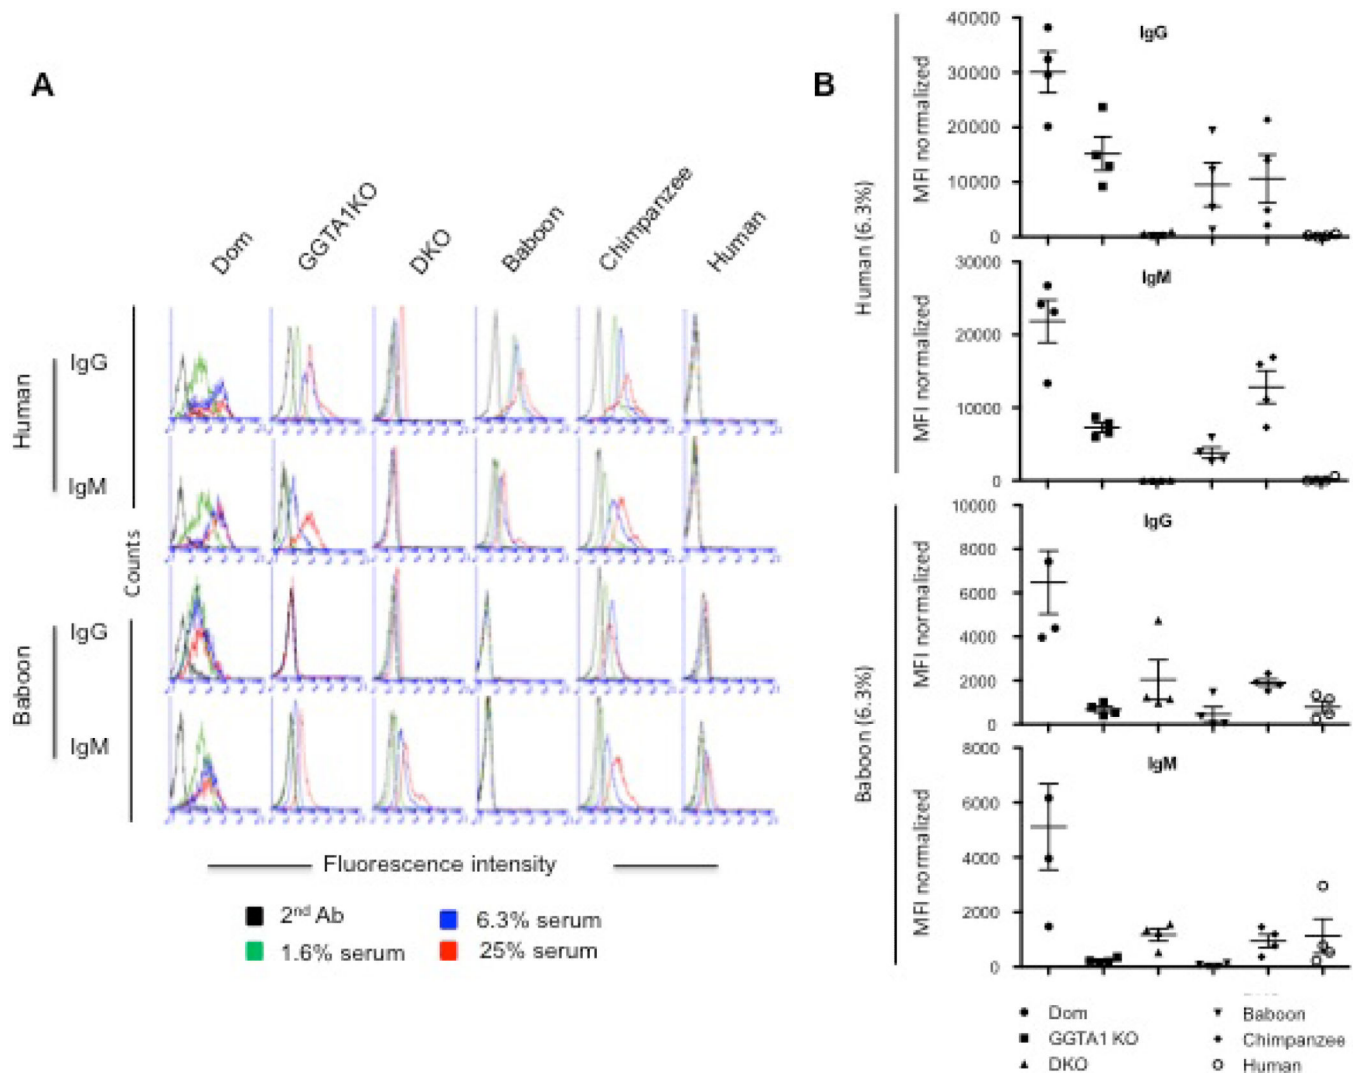 A
Dom
GGTA1KO
DKO
Baboon
Chimpanzee
Human
Human
IgG
IgM
Baboon
IgG
IgM
Counts
Fluorescence intensity
2nd Ab
6.3% serum
1.6% serum
25% serum
B
Human (6.3%)
MFI normalized
IgG
40000
30000
20000
10000
0
MFI normalized
IgM
30000
20000
10000
0
Baboon (6.3%)
MFI normalized
IgG
10000
8000
6000
4000
2000
0
MFI normalized
IgM
8000
6000
4000
2000
0
Dom
GGTA1 KO
DKO
Baboon
Chimpanzee
Human